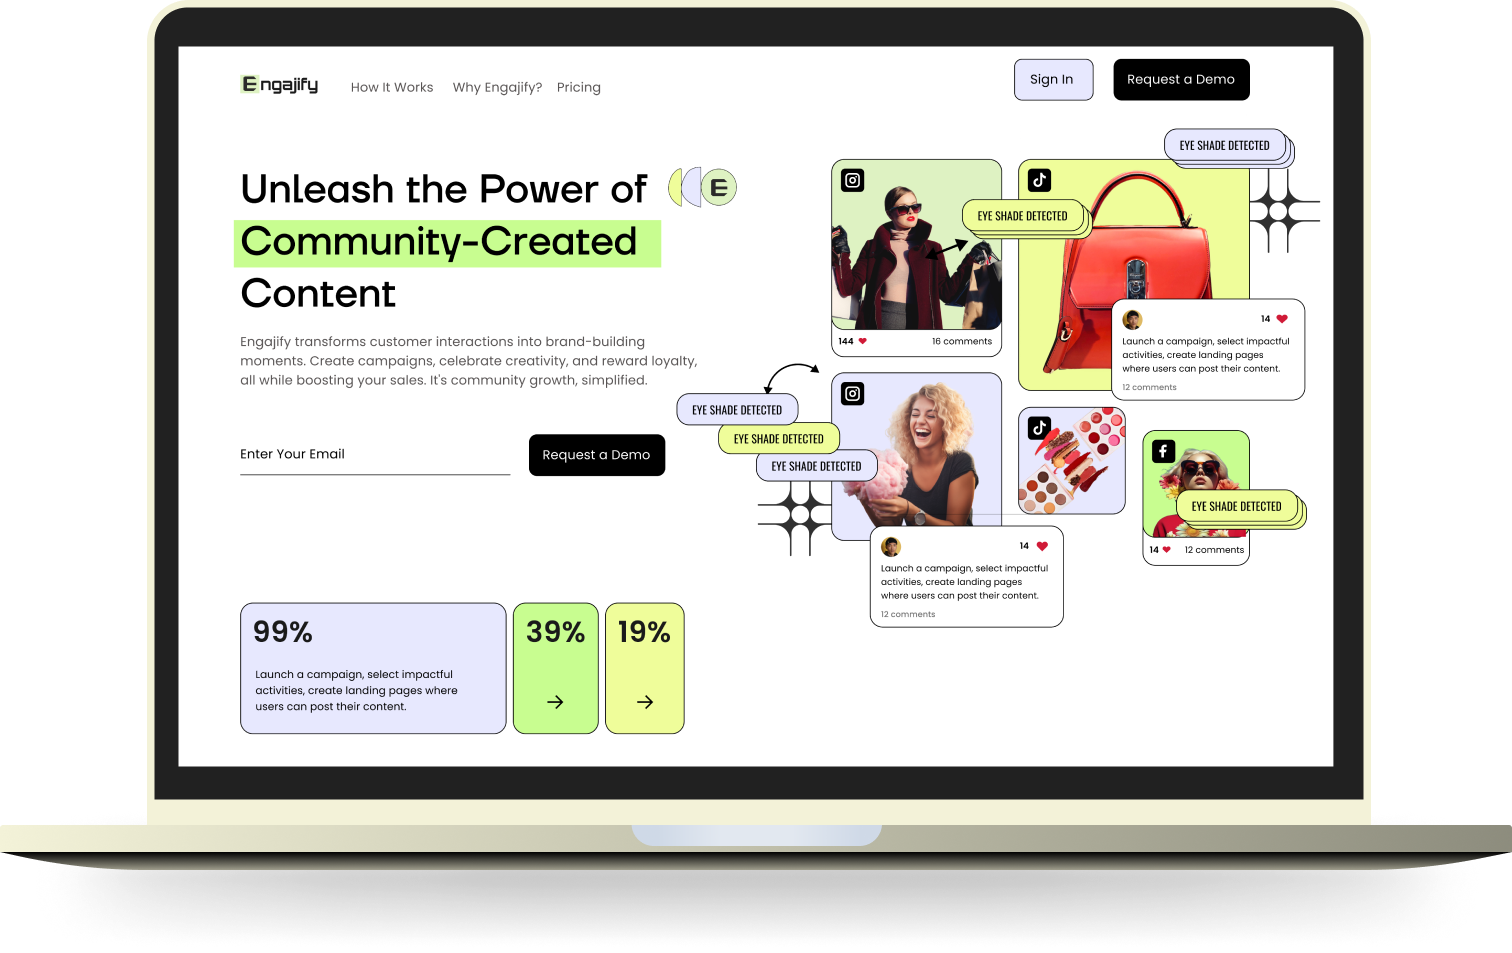 Engajify
How It Works
Why Engajify?
Pricing
Sign In
Request a Demo
Unleash the Power of
E
Community-Created
Content
Engajify transforms customer interactions into brand-building
moments. Create campaigns, celebrate creativity, and reward loyalty,
all while boosting your sales. It's community growth, simplified.
Enter Your Email
Request a Demo
99%
Launch a campaign, select impactful
activities, create landing pages where
users can post their content.
39%
19%
EYE SHADE DETECTED
EYE SHADE DETECTED
144
16 comments
14
Launch a campaign, select impactful
activities, create landing pages
where users can post their content.
12 comments
EYE SHADE DETECTED
EYE SHADE DETECTED
EYE SHADE DETECTED
EYE SHADE DETECTED
14
12 comments
14
Launch a campaign, select impactful
activities, create landing pages
where users can post their content.
12 comments